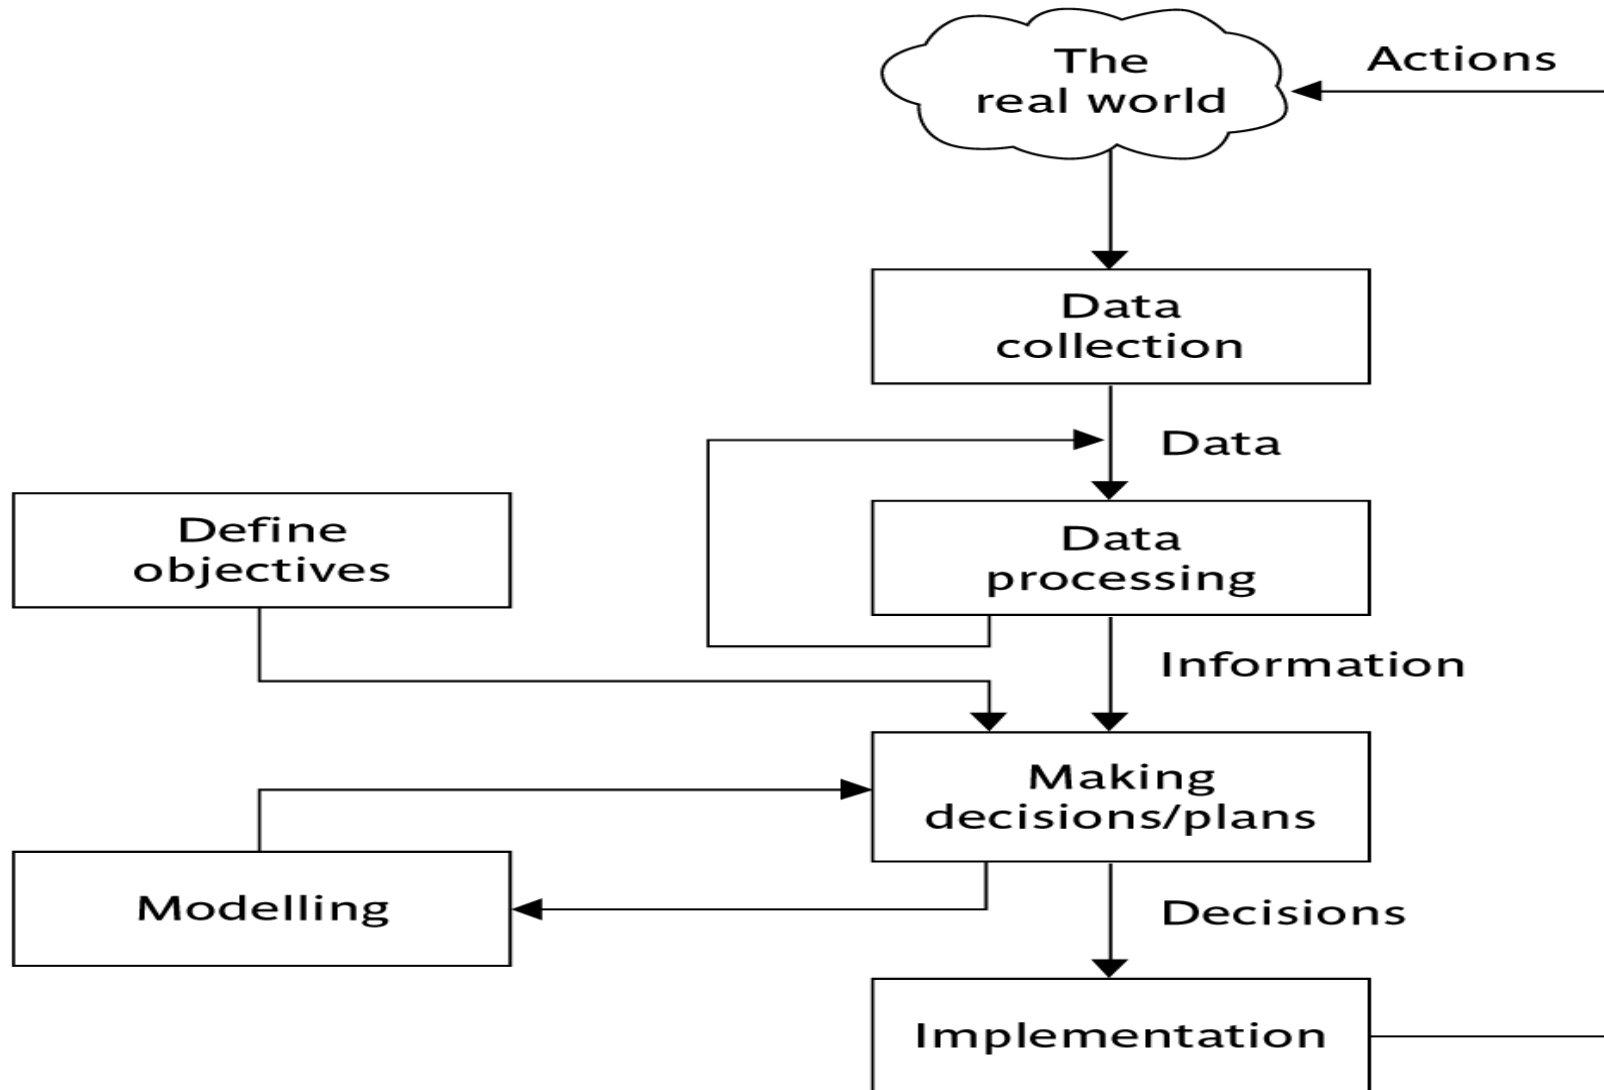 The
real world
Actions
Data
collection
Data
Define
objectives
Data
processing
Information
Making
decisions/plans
Modelling
Decisions
Implementation